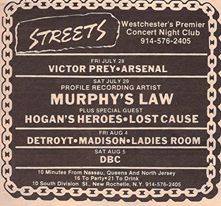 STREETS
Westchester's Premier
Concert Night Club
914-576-2405
FRI JULY 28
VICTOR PREY•ARSENAL
SAT JULY 29
PROFILE RECORDING ARTIST
MURPHY'S LAW
PLUS SPECIAL GUEST
HOGAN'S HEROES•LOST CAUSE
FRI AUG 4
DETROYT•MADISON•LADIES ROOM
SAT AUG 5
DBC
10 Minutes From Nassau, Queens And North Jersey
16 To Party•21 To Drink
10 South Division St., New Rochelle, N.Y. 914-576-2405